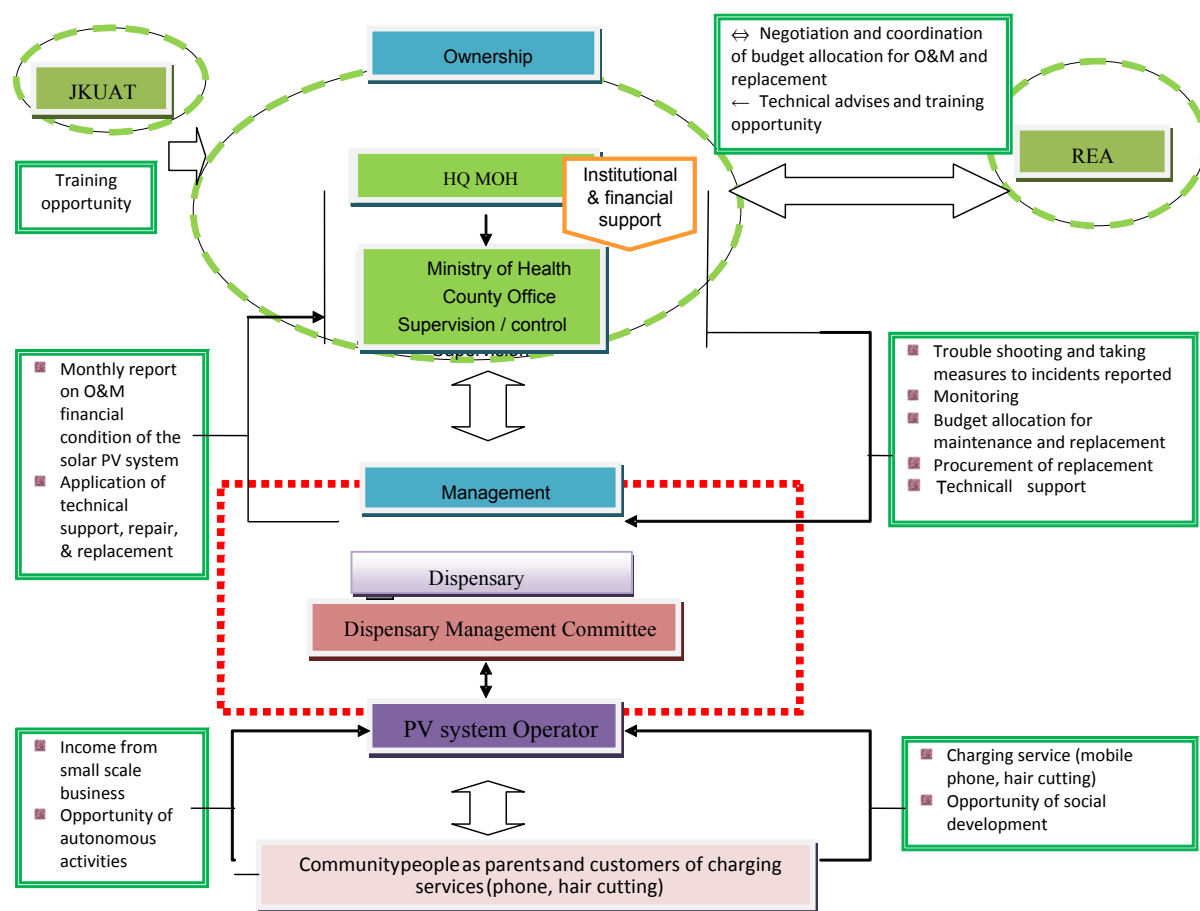 JKUAT
Training
opportunity
Ownership
⇔ Negotiation and coordination
of budget allocation for O&M and
replacement
← Technical advises and training
opportunity
REA
HQ MOH
Institutional
& financial
support
Ministry of Health
County Office
Supervision / control
Supervision
Monthly report
on O&M
financial
condition of the
solar PV system
Application of
technical
support, repair,
& replacement
Trouble shooting and taking
measures to incidents reported
Monitoring
Budget allocation for
maintenance and replacement
Procurement of replacement
Technicall support
Management
Dispensary
Dispensary Management Committee
PV system Operator
Income from
small scale
business
Opportunity of
autonomous
activities
Charging service (mobile
phone, hair cutting)
Opportunity of social
development
Communitypeople as parents and customers of charging
services(phone, hair cutting)